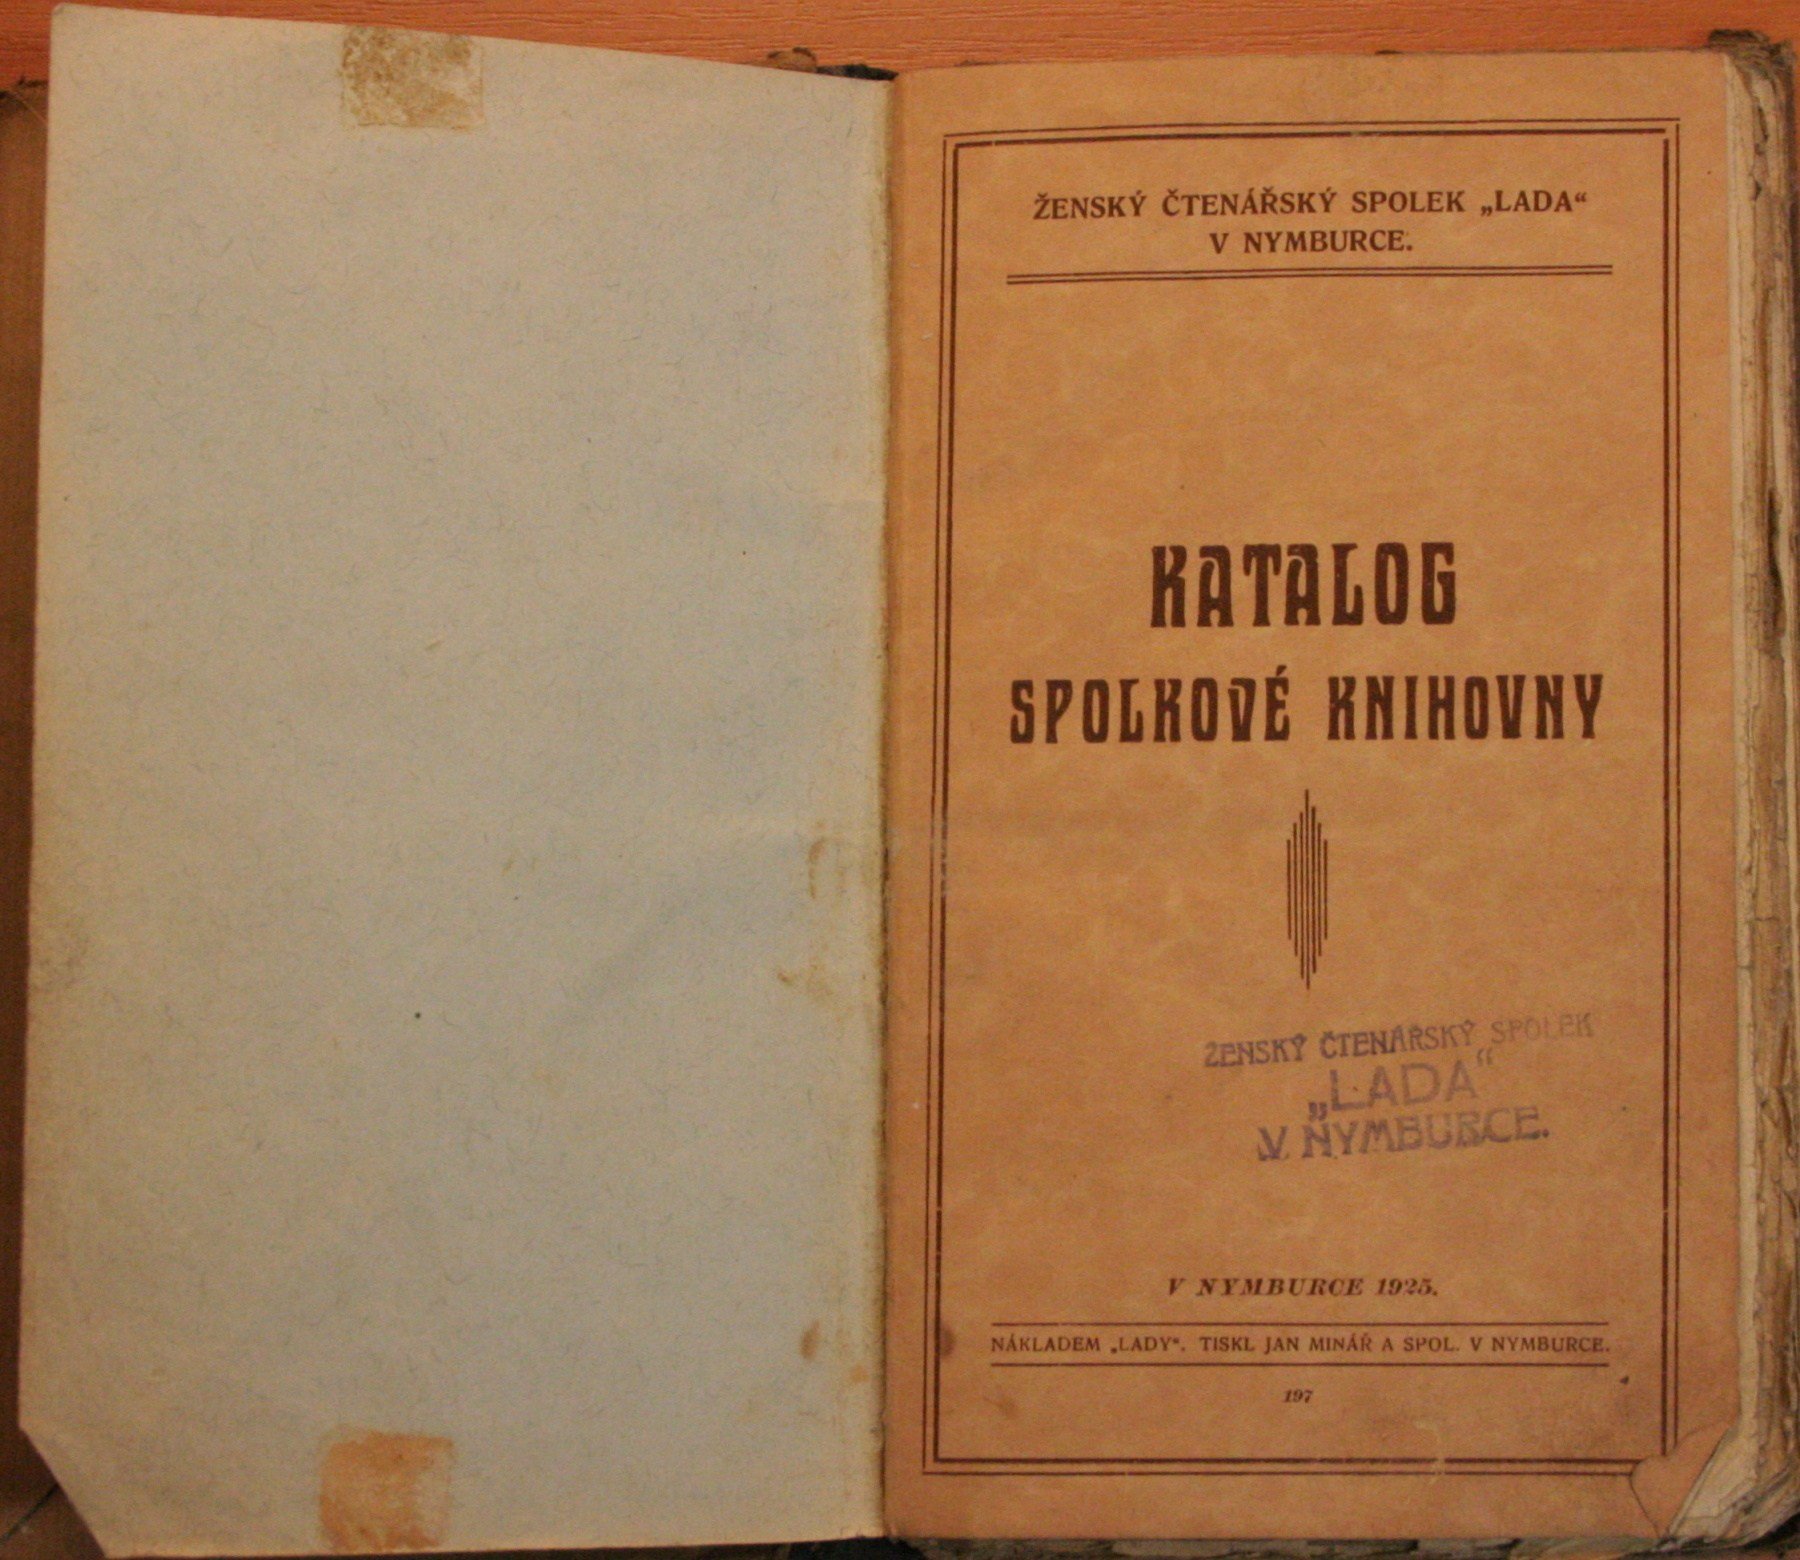 ŽENSKÝ ČTENÁŘSKÝ SPOLEK „LADA“
V NYMBURCE.
KATALOG
SPOLKOVÉ KNIHOVNY
ŽENSKÝ ČTENÁŘSKÝ SPOLEK
„LADA“
V NYMBURCE.
V NYMBURCE 1925.
NÁKLADEM „LADY“. TISKL JAN MINÁŘ A SPOL. V NYMBURCE.
197